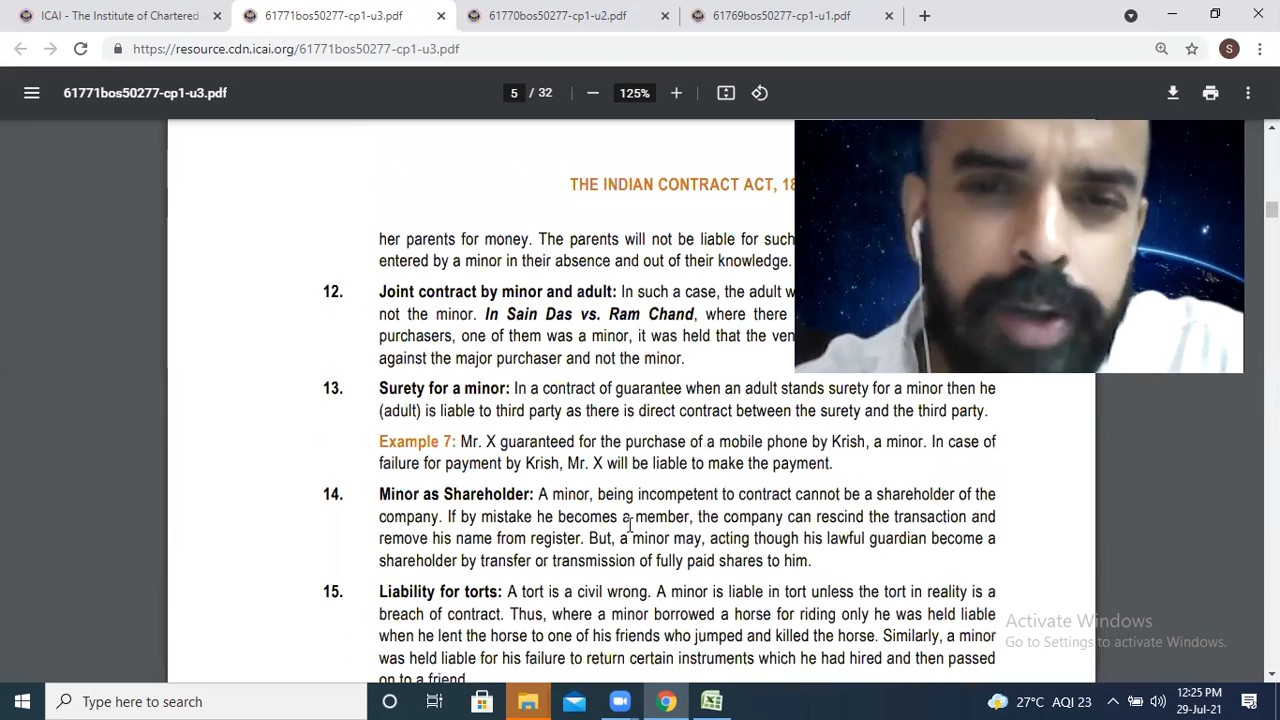 ICAI - The Institute of Chartered
61771bos50277-cp1-u3.pdf
61770bos50277-cp1-u2.pdf
61769bos50277-cp1-u1.pdf
https://resource.cdn.icai.org/61771bos50277-cp1-u3.pdf
S
61771bos50277-cp1-u3.pdf
5 / 32
125%
THE INDIAN CONTRACT ACT, 18
her parents for money. The parents will not be liable for such
entered by a minor in their absence and out of their knowledge.
12. Joint contract by minor and adult: In such a case, the adult w
not the minor. In Sain Das vs. Ram Chand, where there
purchasers, one of them was a minor, it was held that the ven
against the major purchaser and not the minor.
13. Surety for a minor: In a contract of guarantee when an adult stands surety for a minor then he
(adult) is liable to third party as there is direct contract between the surety and the third party.
Example 7: Mr. X guaranteed for the purchase of a mobile phone by Krish, a minor. In case of
failure for payment by Krish, Mr. X will be liable to make the payment.
14. Minor as Shareholder: A minor, being incompetent to contract cannot be a shareholder of the
company. If by mistake he becomes a member, the company can rescind the transaction and
remove his name from register. But, a minor may, acting though his lawful guardian become a
shareholder by transfer or transmission of fully paid shares to him.
15. Liability for torts: A tort is a civil wrong. A minor is liable in tort unless the tort in reality is a
breach of contract. Thus, where a minor borrowed a horse for riding only he was held liable
when he lent the horse to one of his friends who jumped and killed the horse. Similarly, a minor
was held liable for his failure to return certain instruments which he had hired and then passed
on to a friend.
Activate Windows
Go to Settings to activate Windows.
Type here to search
27°C AQI 23
12:25 PM
29-Jul-21